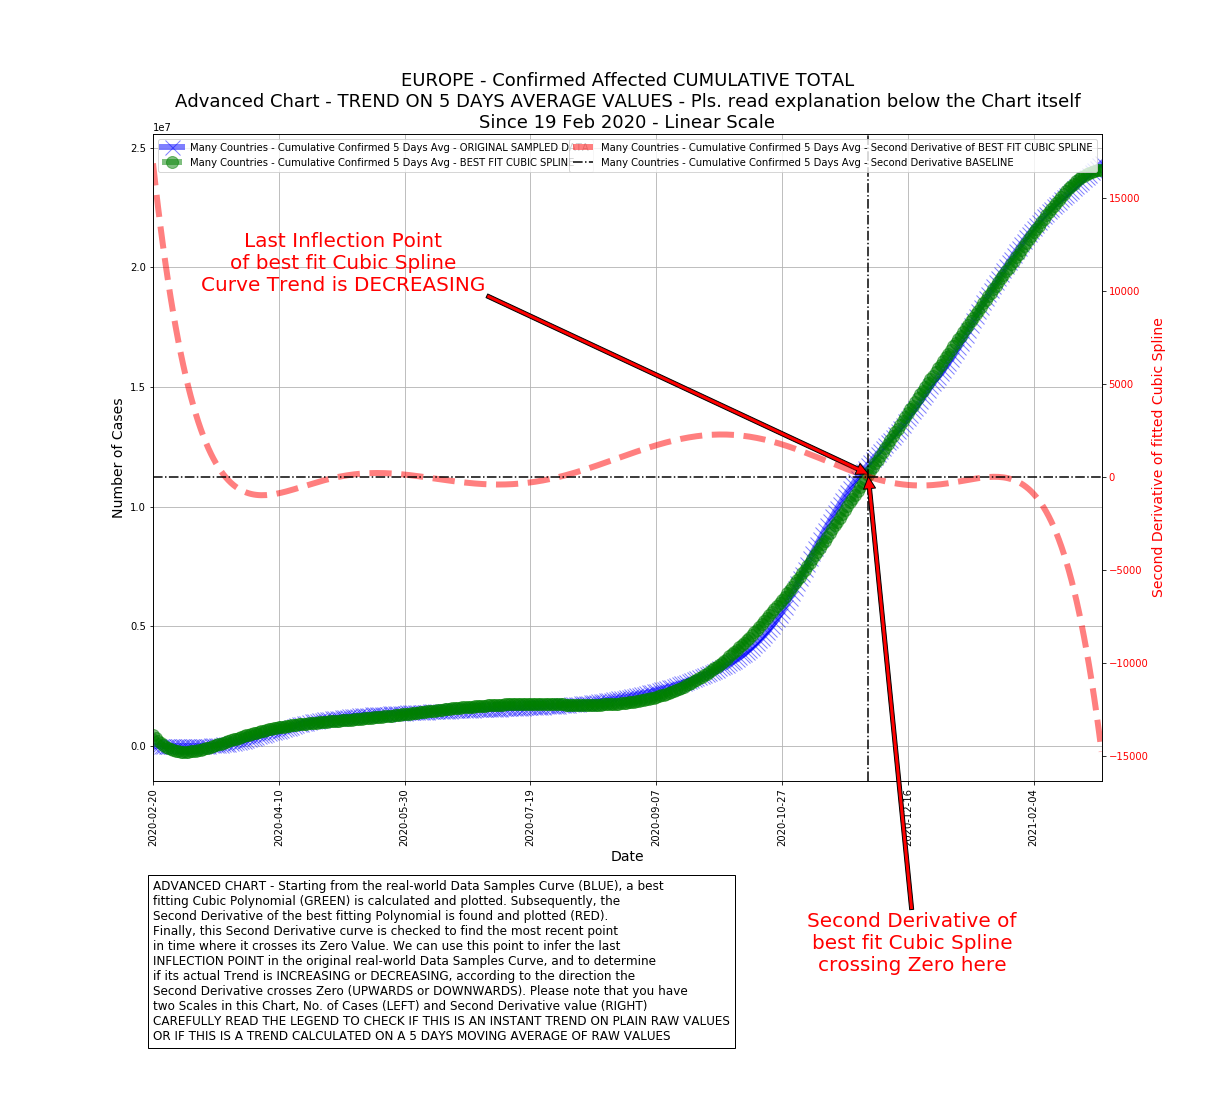 EUROPE - Confirmed Affected CUMULATIVE TOTAL
Advanced Chart - TREND ON 5 DAYS AVERAGE VALUES - Pls. read explanation below the Chart itself
Since 19 Feb 2020 - Linear Scale
1e7
Many Countries - Cumulative Confirmed 5 Days Avg - ORIGINAL SAMPLED
Many Countries - Cumulative Confirmed 5 Days Avg - BEST FIT CUBIC SPLIN
Many Countries - Cumulative Confirmed 5 Days Avg - Second Derivative of BEST FIT CUBIC SPLINE
Many Countries - Cumulative Confirmed 5 Days Avg - Second Derivative BASELINE
Last Inflection Point
of best fit Cubic Spline
Curve Trend is DECREASING
2.5
2.0
1.5
1.0
0.5
0.0
Number of Cases
15000
10000
5000
0
−5000
−10000
−15000
Second Derivative of fitted Cubic Spline
2020-02-20
2020-04-10
2020-05-30
2020-07-19
2020-09-07
2020-10-27
2020-12-16
2021-02-04
Date
Second Derivative of
best fit Cubic Spline
crossing Zero here
ADVANCED CHART - Starting from the real-world Data Samples Curve (BLUE), a best
fitting Cubic Polynomial (GREEN) is calculated and plotted. Subsequently, the
Second Derivative of the best fitting Polynomial is found and plotted (RED).
Finally, this Second Derivative curve is checked to find the most recent point
in time where it crosses its Zero Value. We can use this point to infer the last
INFLECTION POINT in the original real-world Data Samples Curve, and to determine
if its actual Trend is INCREASING or DECREASING, according to the direction the
Second Derivative crosses Zero (UPWARDS or DOWNWARDS). Please note that you have
two Scales in this Chart, No. of Cases (LEFT) and Second Derivative value (RIGHT)
CAREFULLY READ THE LEGEND TO CHECK IF THIS IS AN INSTANT TREND ON PLAIN RAW VALUES
OR IF THIS IS A TREND CALCULATED ON A 5 DAYS MOVING AVERAGE OF RAW VALUES